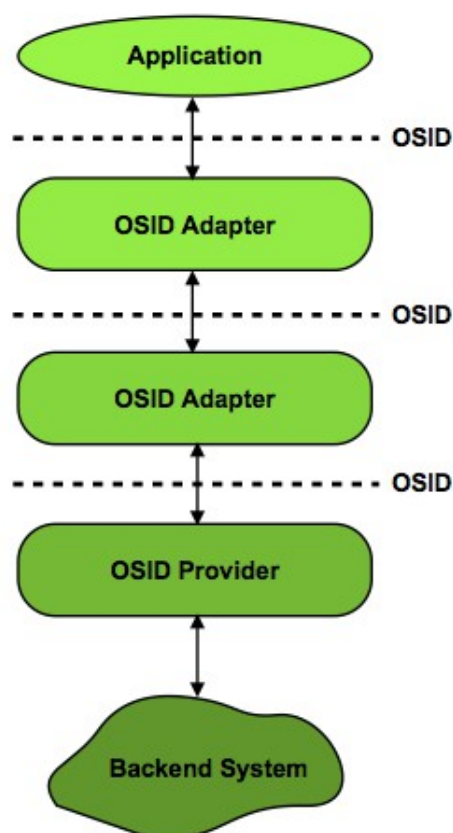 Application
OSID
OSID Adapter
OSID
OSID Adapter
OSID
OSID Provider
Backend System